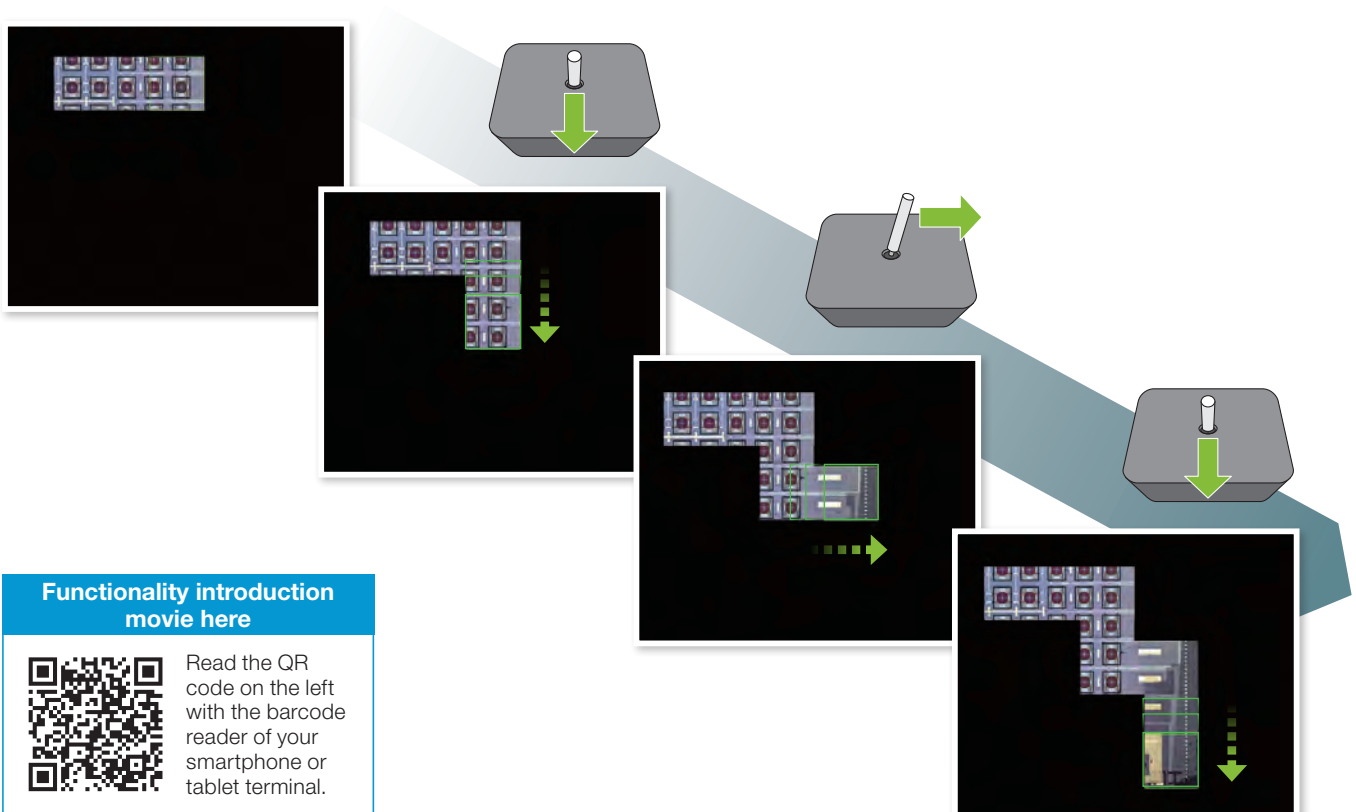 Functionality introduction
movie here
Read the QR
code on the left
with the barcode
reader of your
smartphone or
tablet terminal.